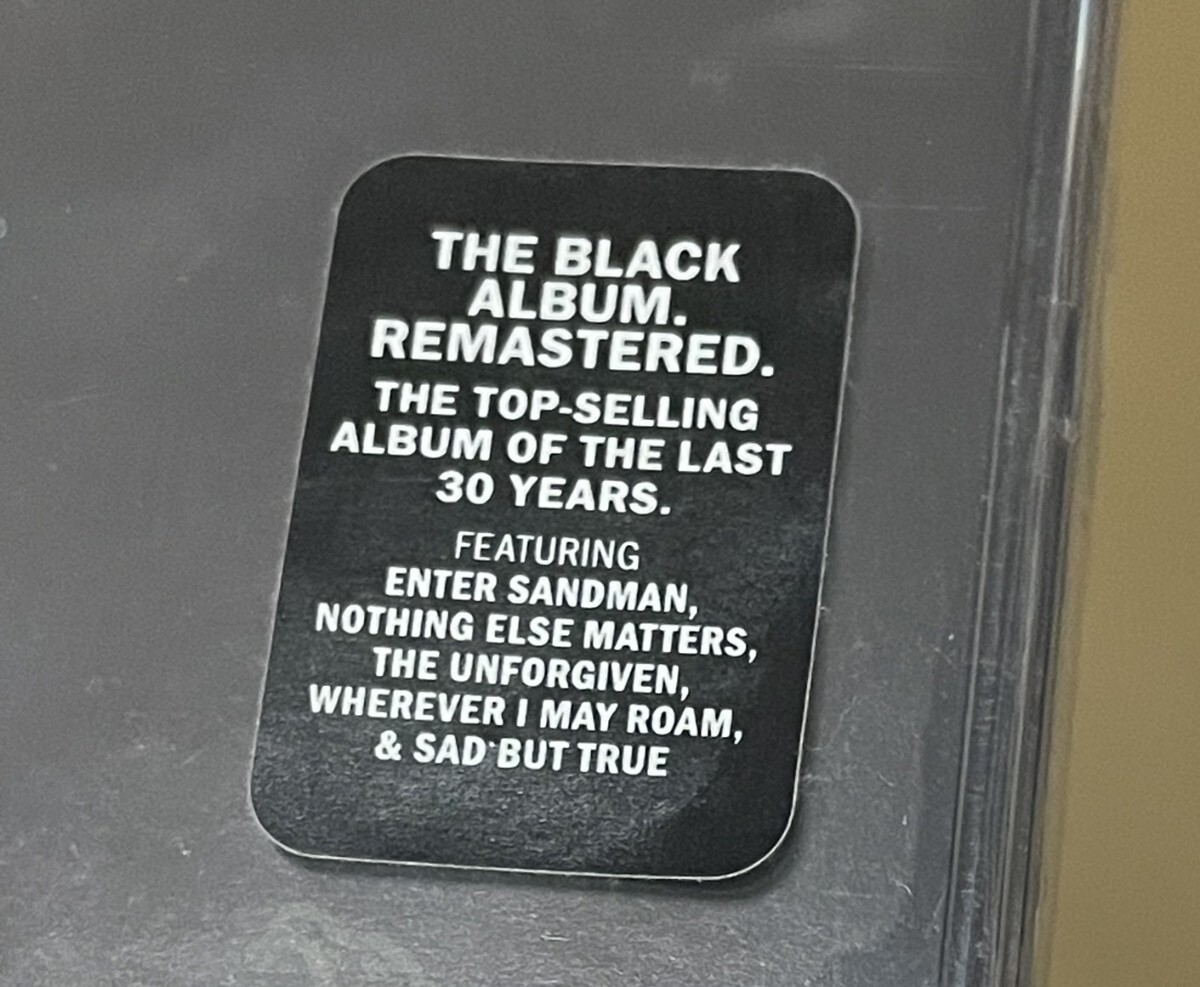 THE BLACK
ALBUM.
REMASTERED.
THE TOP-SELLING
ALBUM OF THE LAST
30 YEARS.
FEATURING
ENTER SANDMAN,
NOTHING ELSE MATTERS,
THE UNFORGIVEN,
WHEREVER I MAY ROAM,
& SAD BUT TRUE